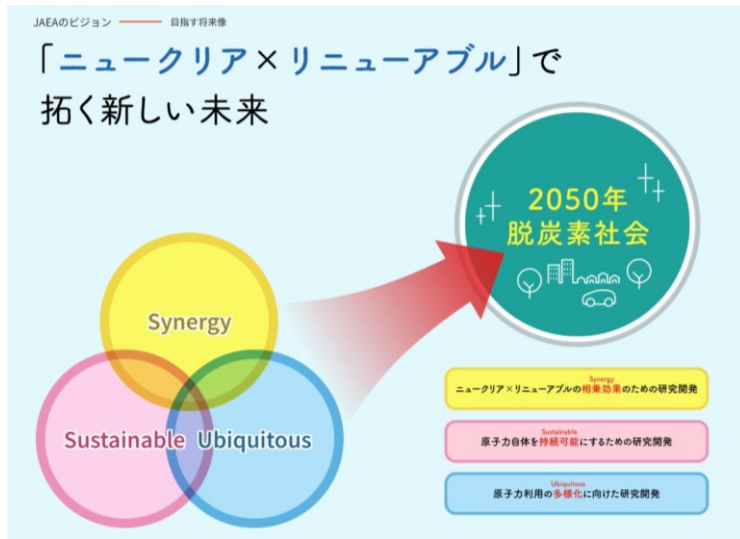 JAEAのビジョン 目指す将来像
「ニュークリア×リニューアブル」で
拓く新しい未来
2050年
脱炭素社会
Synergy
Sustainable Ubiquitous
Synergy
ニュークリア×リニューアブルの相乗効果のための研究開発
Sustainable
原子力自体を持続可能にするための研究開発
Ubiquitous
原子力利用の多様化に向けた研究開発